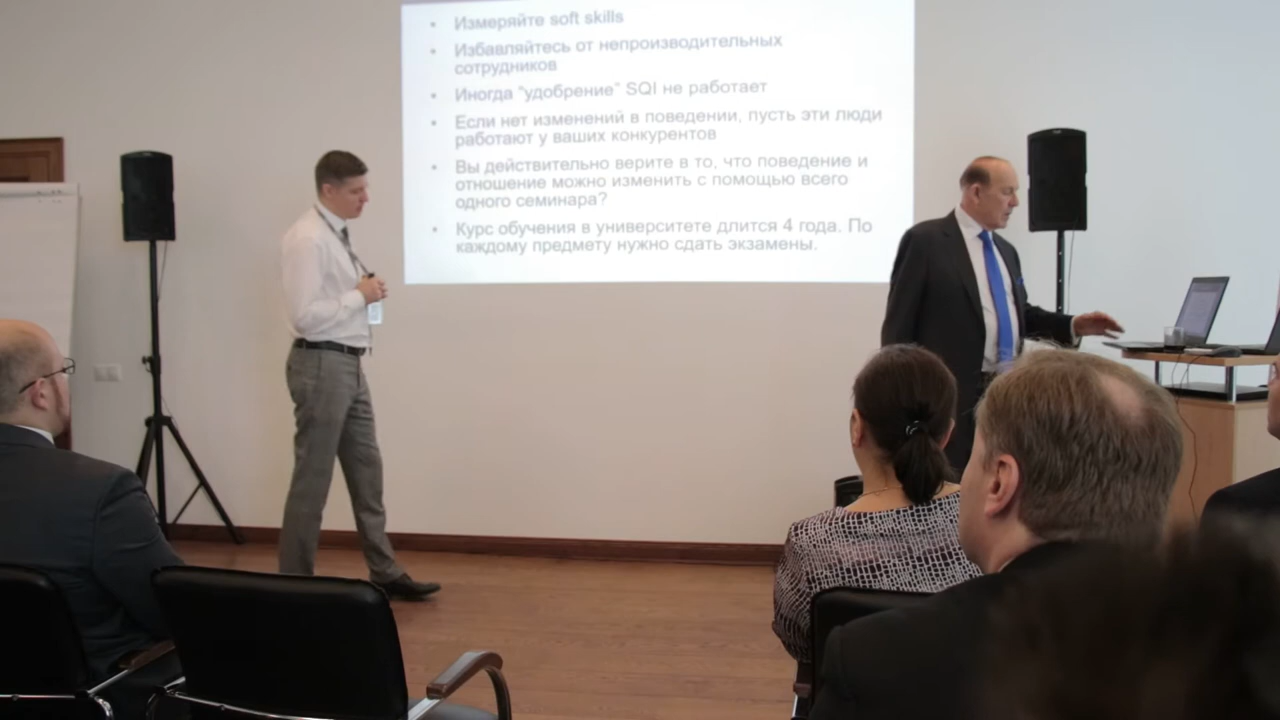 • Измеряйте soft skills
• Избавляйтесь от непроизводительных
сотрудников
• Иногда “удобрение” SQI не работает
• Если нет изменений в поведении, пусть эти люди
работают у ваших конкурентов
• Вы действительно верите в то, что поведение и
отношение можно изменить с помощью всего
одного семинара?
• Курс обучения в университете длится 4 года. По
каждому предмету нужно сдать экзамены.